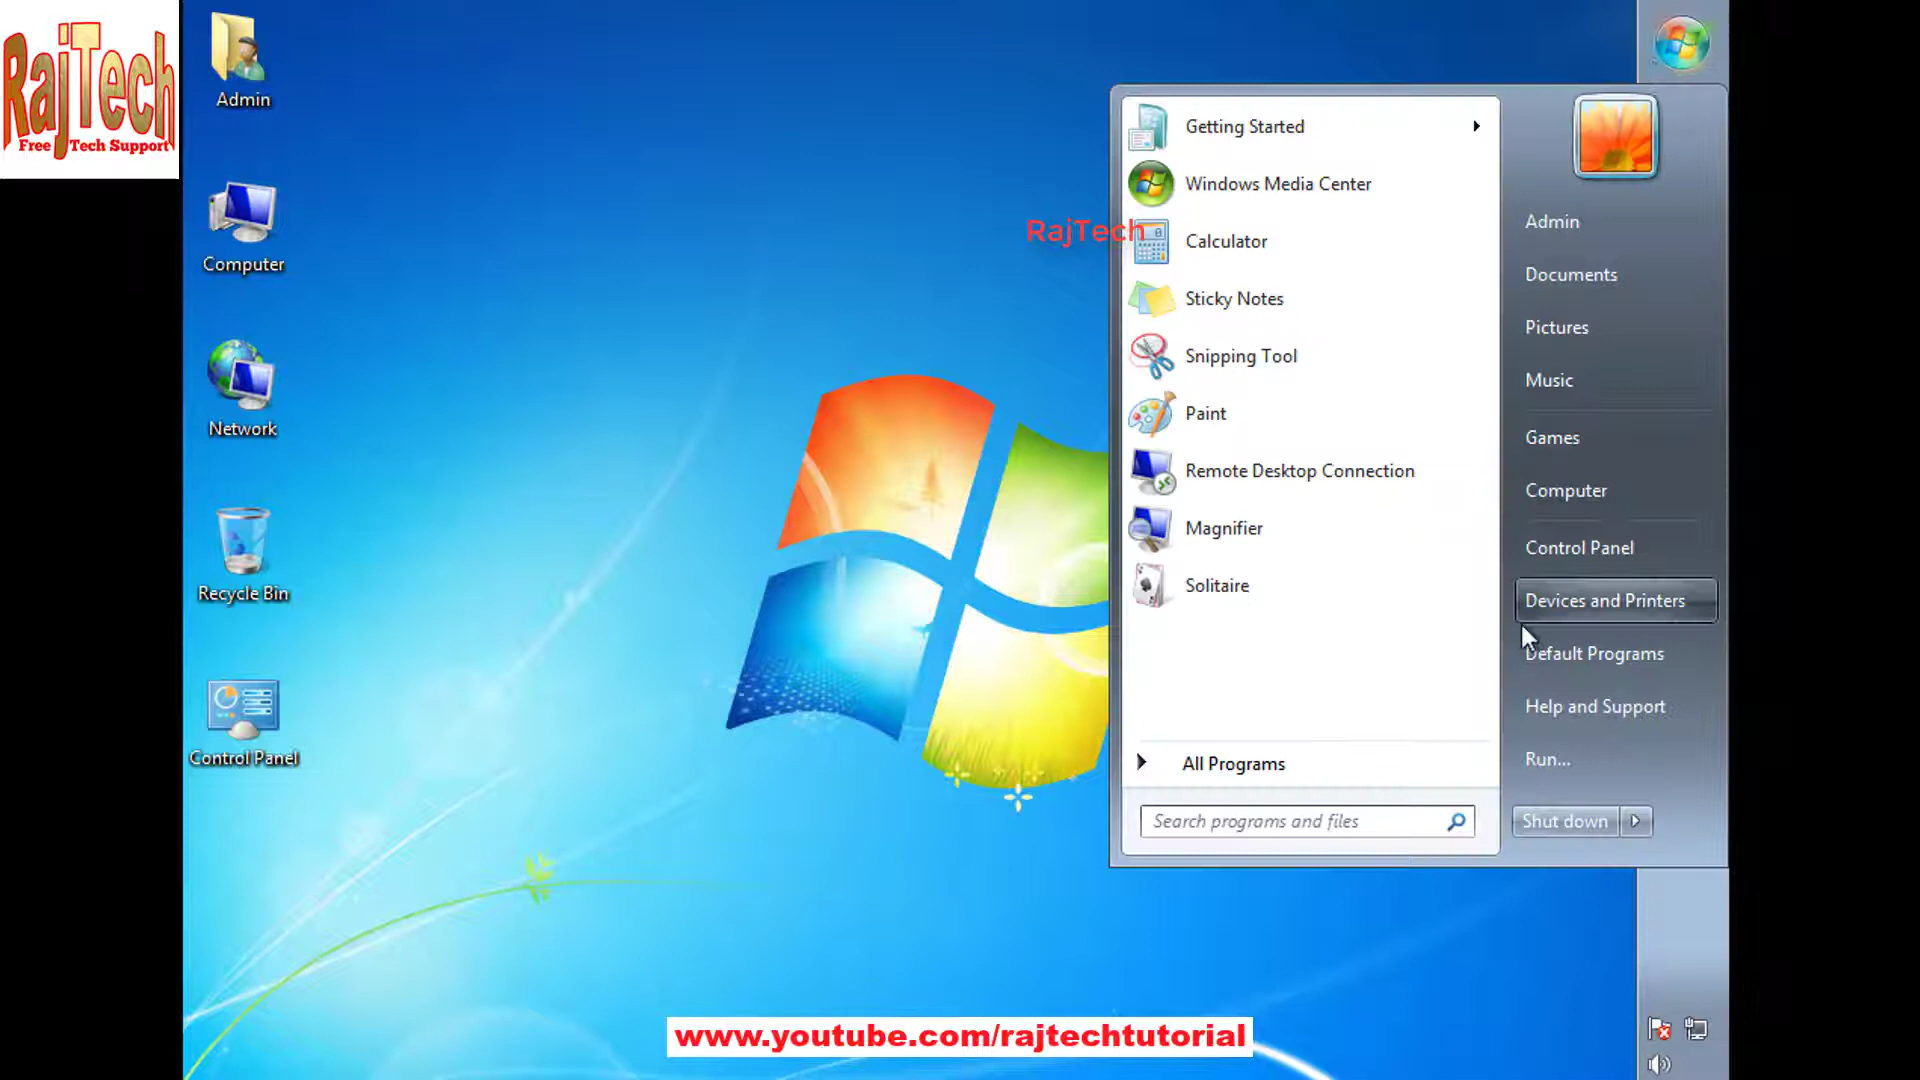 RajTech
Free Tech Support
Admin
Computer
Network
Recycle Bin
Control Panel
RajTech
Getting Started
Windows Media Center
Calculator
Sticky Notes
Snipping Tool
Paint
Remote Desktop Connection
Magnifier
Solitaire
All Programs
Search programs and files
Admin
Documents
Pictures
Music
Games
Computer
Control Panel
Devices and Printers
Default Programs
Help and Support
Run...
Shut down
www.youtube.com/rajtechtutorial